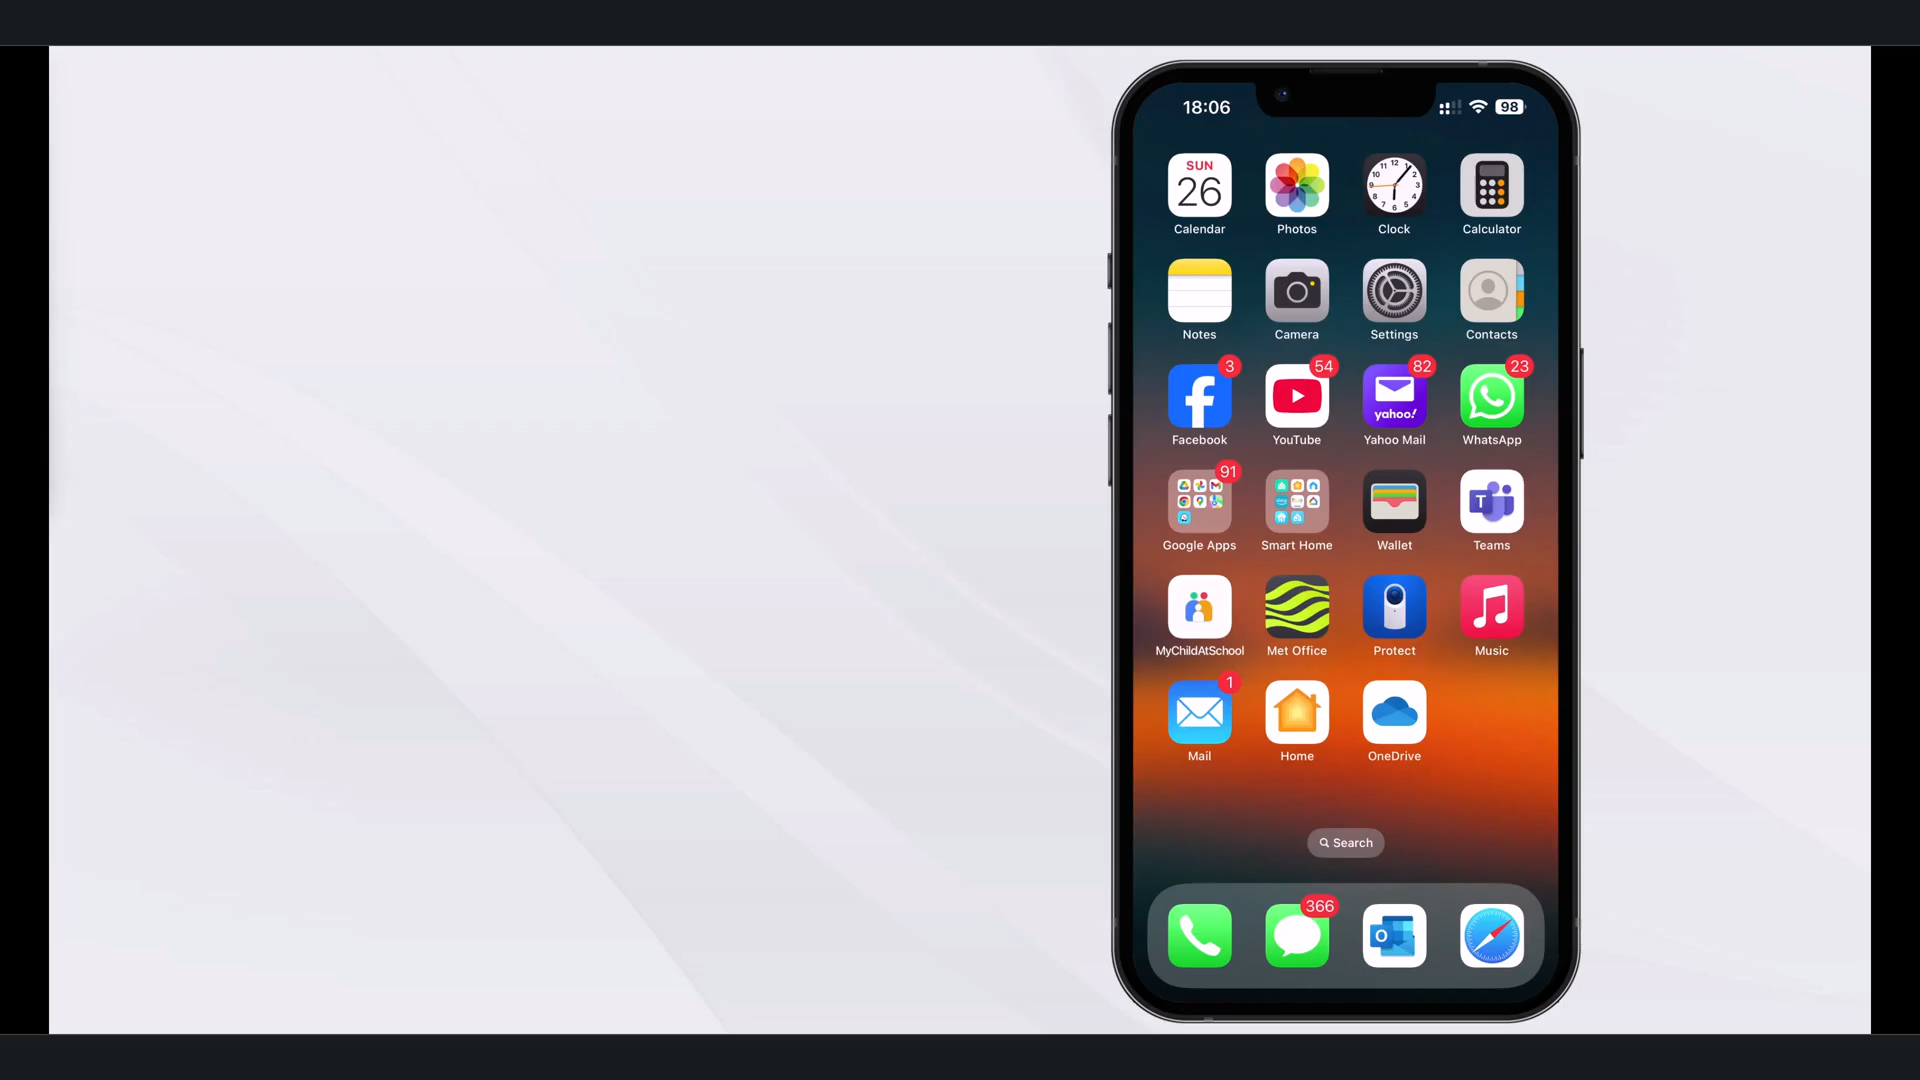 18:06 98
SUN
26
Calendar Photos Clock Calculator
Notes Camera Settings Contacts
3 54 82 23
yahoo!
Facebook YouTube Yahoo Mail WhatsApp
91
T
Google Apps Smart Home Wallet Teams
MyChildAtSchool Met Office Protect Music
1
Mail Home OneDrive
Search
366
O